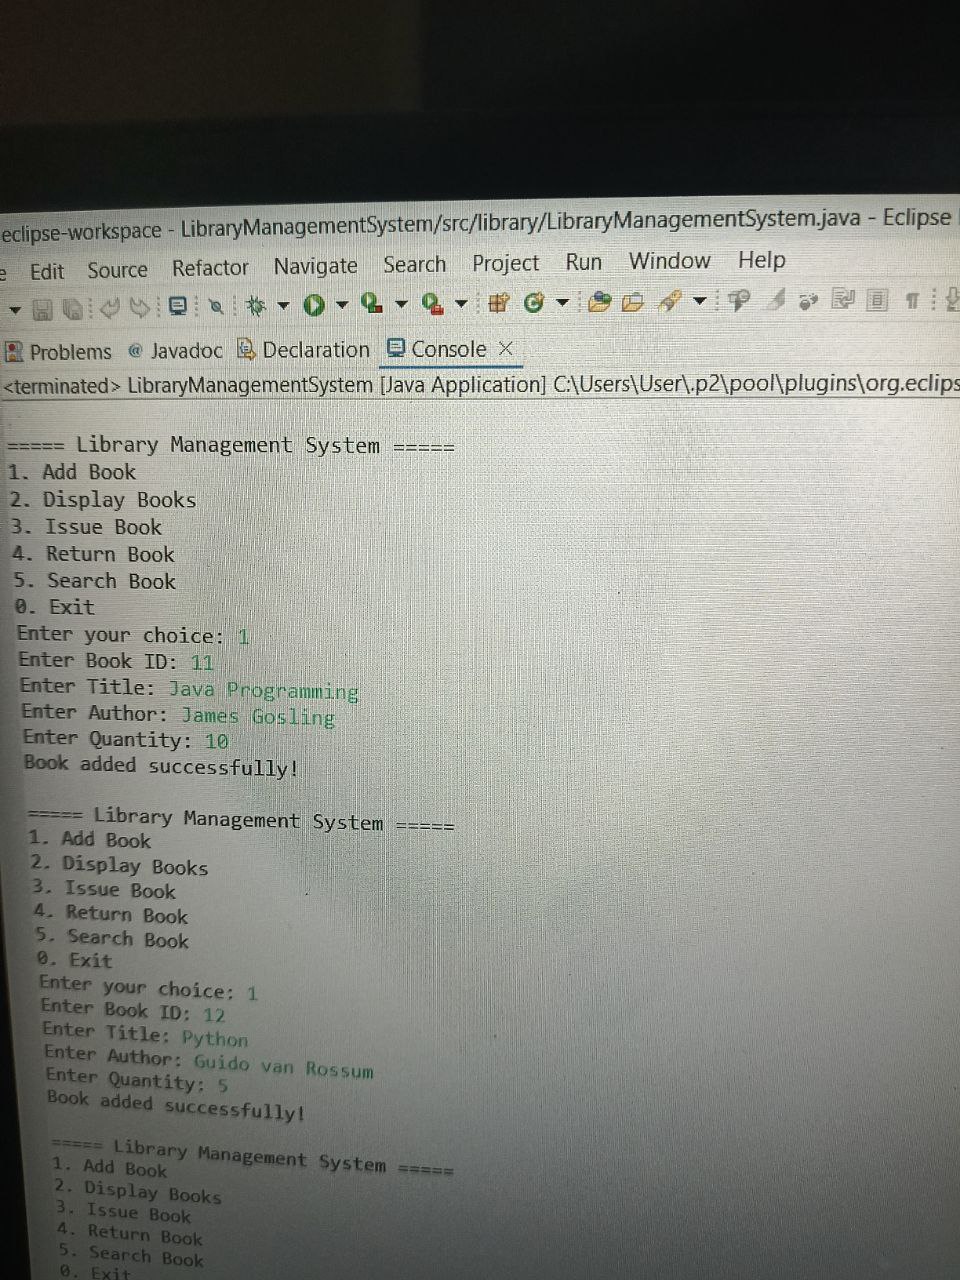 eclipse-workspace - LibraryManagementSystem/src/library/LibraryManagementSystem.java - Eclipse
Edit Source Refactor Navigate Search Project Run Window Help
Problems @ Javadoc Declaration Console
<terminated> LibraryManagementSystem [Java Application] C:\Users\User\.p2\pool\plugins\org.eclips
===== Library Management System =====
1. Add Book
2. Display Books
3. Issue Book
4. Return Book
5. Search Book
0. Exit
Enter your choice: 1
Enter Book ID: 11
Enter Title: Java Programming
Enter Author: James Gosling
Enter Quantity: 10
Book added successfully!
===== Library Management System =====
1. Add Book
2. Display Books
3. Issue Book
4. Return Book
5. Search Book
0. Exit
Enter your choice: 1
Enter Book ID: 12
Enter Title: Python
Enter Author: Guido van Rossum
Enter Quantity: 5
Book added successfully!
===== Library Management System =====
1. Add Book
2. Display Books
3. Issue Book
4. Return Book
5. Search Book
0. Exit